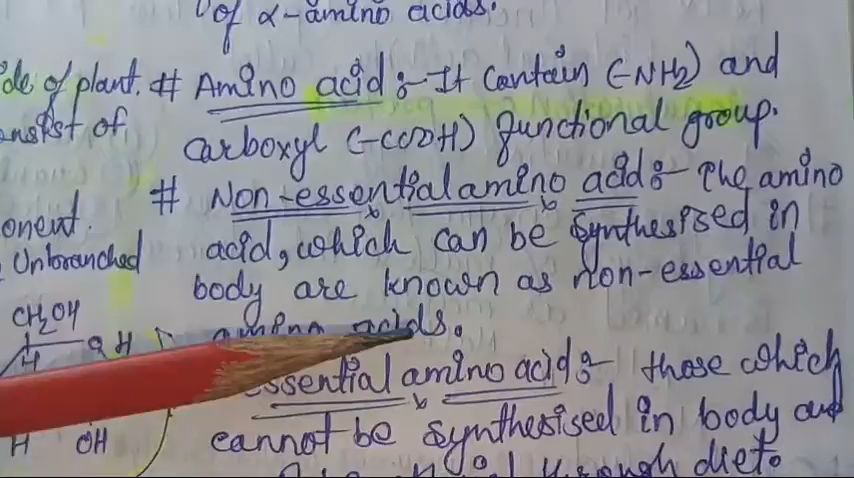 of α-amino acids.
de of plant.
# Amino acid :- It contain (-NH2) and
nsist of
carboxyl (-COOH) functional group.
# Non-essential amino acid :- The amino
onent.
acid, which can be synthesised in
Unbranched
body are known as non-essential
CH2OH
amino acids.
H
H
ssential amino acid :- those which
H OH
cannot be synthesised in body and
through diet.